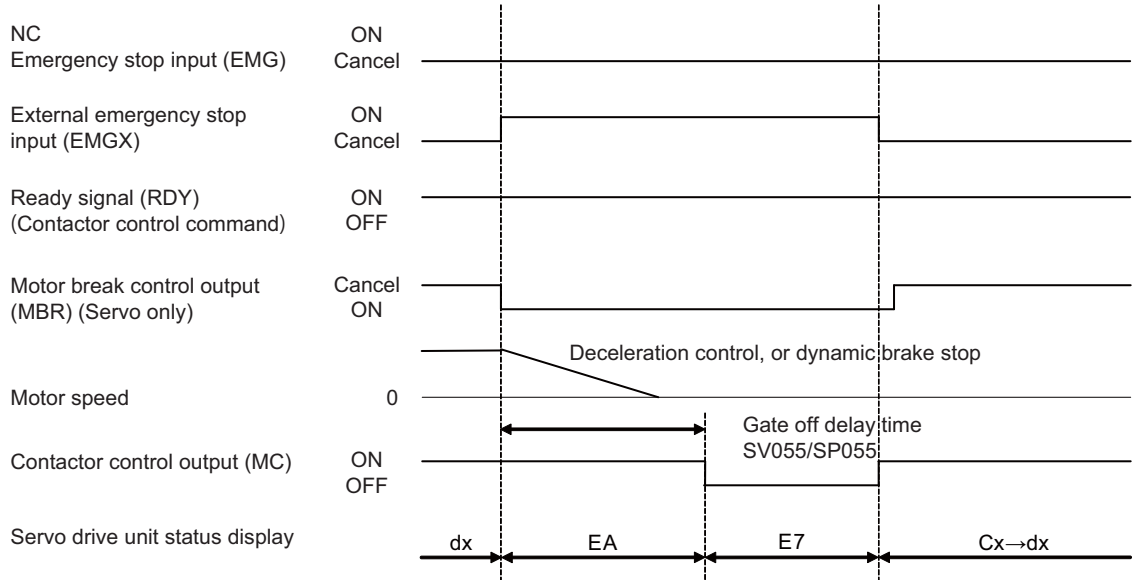 NC
ON
Emergency stop input (EMG)
Cancel
External emergency stop
ON
input (EMGX)
Cancel
Ready signal (RDY)
ON
(Contactor control command)
OFF
Motor break control output
Cancel
(MBR) (Servo only)
ON
Deceleration control, or dynamic brake stop
Motor speed
0
Gate off delay time
SV055/SP055
Contactor control output (MC)
ON
OFF
Servo drive unit status display
dx
EA
E7
Cx→dx